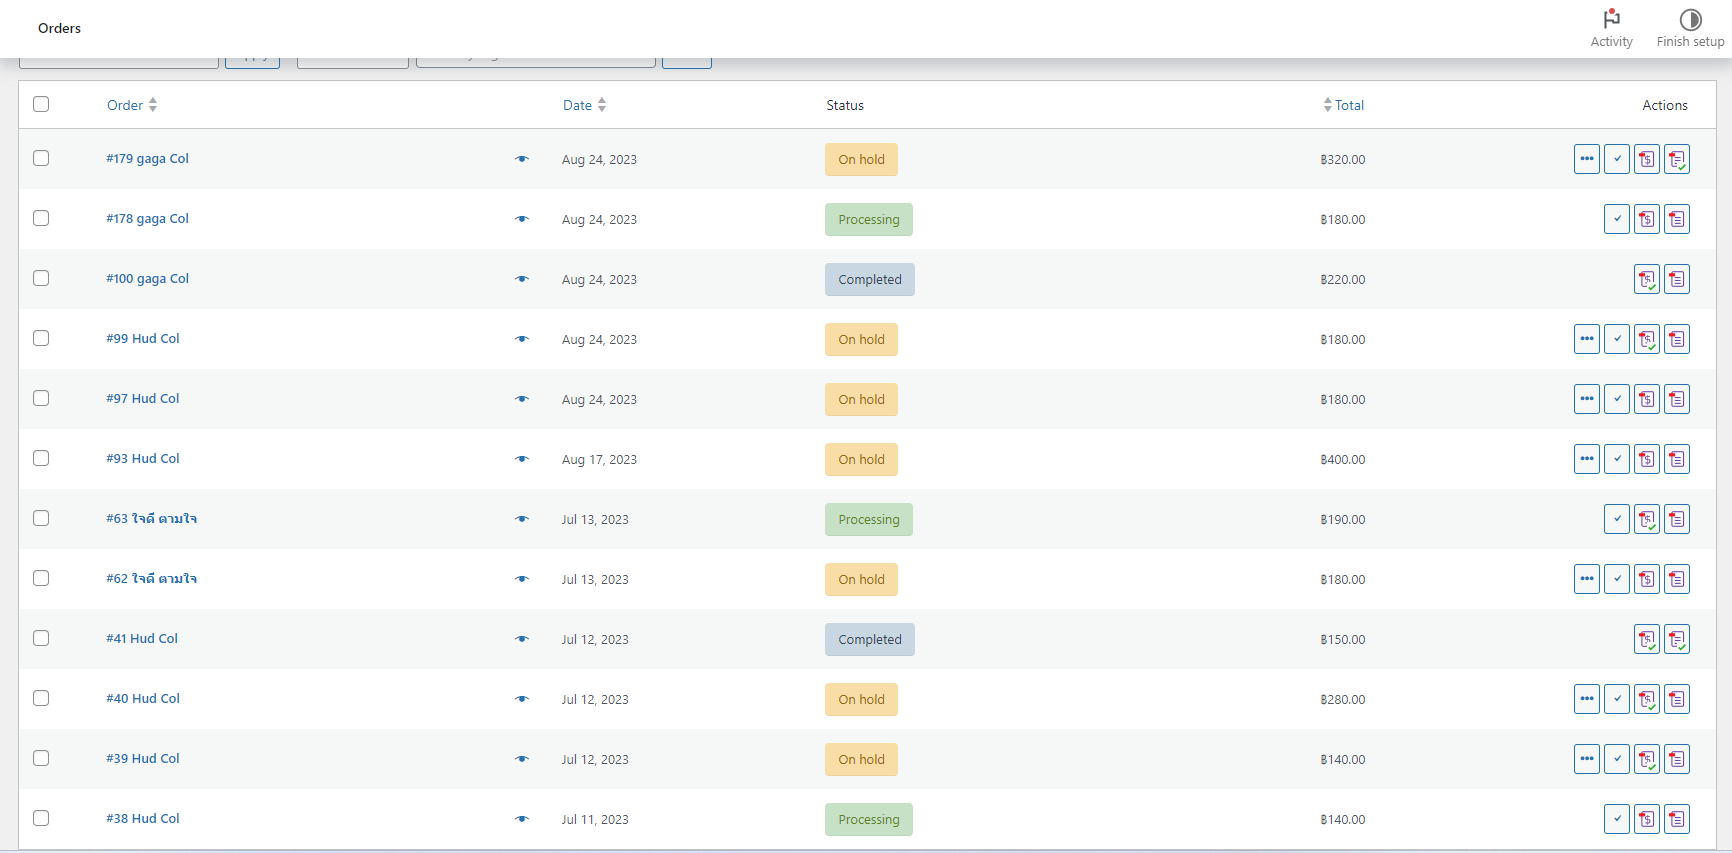 Orders
Activity
Finish setup
Order Date Status Total Actions
#179 gaga Col Aug 24, 2023 On hold ฿320.00
#178 gaga Col Aug 24, 2023 Processing ฿180.00
#100 gaga Col Aug 24, 2023 Completed ฿220.00
#99 Hud Col Aug 24, 2023 On hold ฿180.00
#97 Hud Col Aug 24, 2023 On hold ฿180.00
#93 Hud Col Aug 17, 2023 On hold ฿400.00
#63 ใจดี ตามใจ Jul 13, 2023 Processing ฿190.00
#62 ใจดี ตามใจ Jul 13, 2023 On hold ฿180.00
#41 Hud Col Jul 12, 2023 Completed ฿150.00
#40 Hud Col Jul 12, 2023 On hold ฿280.00
#39 Hud Col Jul 12, 2023 On hold ฿140.00
#38 Hud Col Jul 11, 2023 Processing ฿140.00